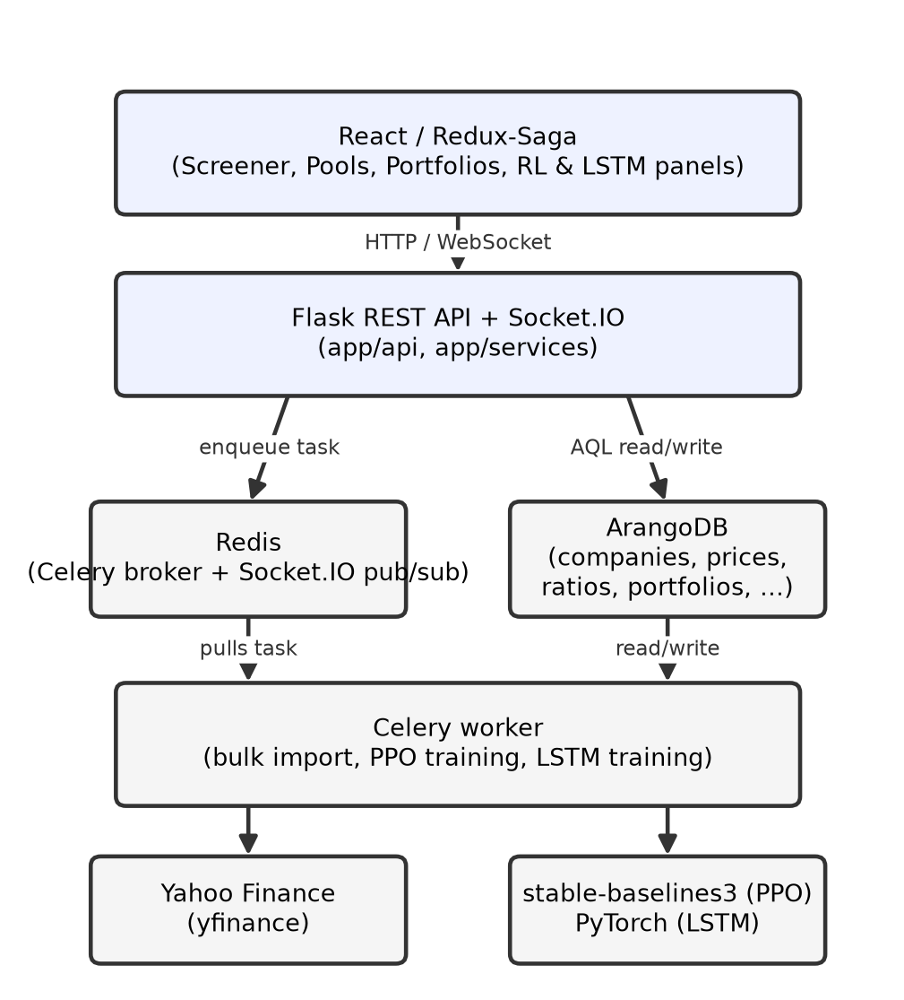 React / Redux-Saga
(Screener, Pools, Portfolios, RL & LSTM panels)
HTTP / WebSocket
Flask REST API + Socket.IO
(app/api, app/services)
enqueue task
AQL read/write
Redis
(Celery broker + Socket.IO pub/sub)
ArangoDB
(companies, prices,
ratios, portfolios, ...)
pulls task
read/write
Celery worker
(bulk import, PPO training, LSTM training)
Yahoo Finance
(yfinance)
stable-baselines3 (PPO)
PyTorch (LSTM)